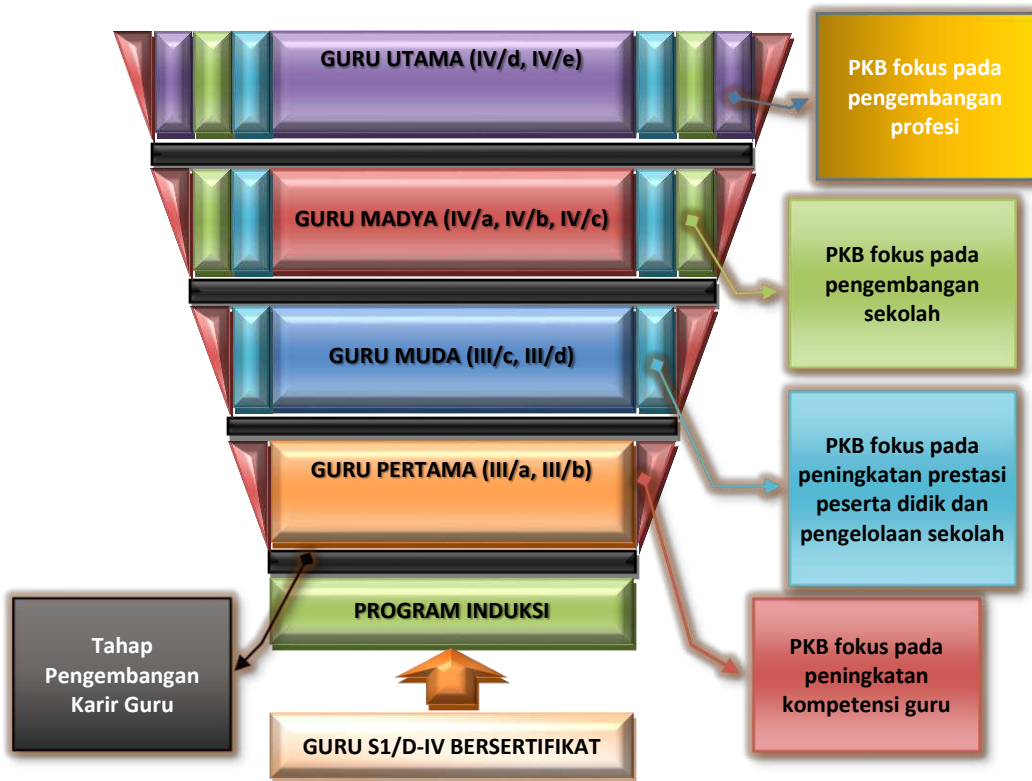 GURU UTAMA (IV/d, IV/e)
PKB fokus pada
pengembangan
profesi
GURU MADYA (IV/a, IV/b, IV/c)
PKB fokus pada
pengembangan
sekolah
GURU MUDA (III/c, III/d)
PKB fokus pada
peningkatan prestasi
peserta didik dan
pengelolaan sekolah
GURU PERTAMA (III/a, III/b)
PROGRAM INDUKSI
Tahap
Pengembangan
Karir Guru
PKB fokus pada
peningkatan
kompetensi guru
GURU S1/D-IV BERSERTIFIKAT